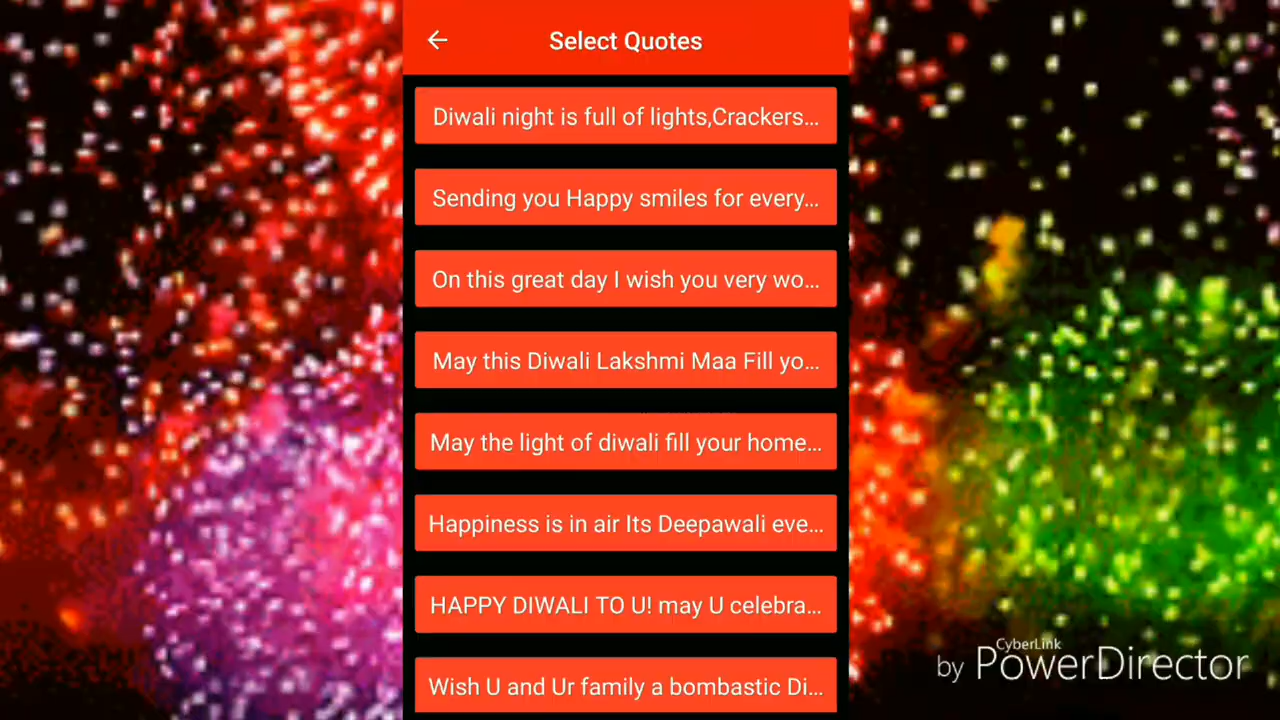 Select Quotes
Diwali night is full of lights,Crackers...
Sending you Happy smiles for every...
On this great day I wish you very wo...
May this Diwali Lakshmi Maa Fill yo...
May the light of diwali fill your home...
Happiness is in air Its Deepawali eve...
HAPPY DIWALI TO U! may U celebra...
Wish U and Ur family a bombastic Di...
CyberLink
by PowerDirector